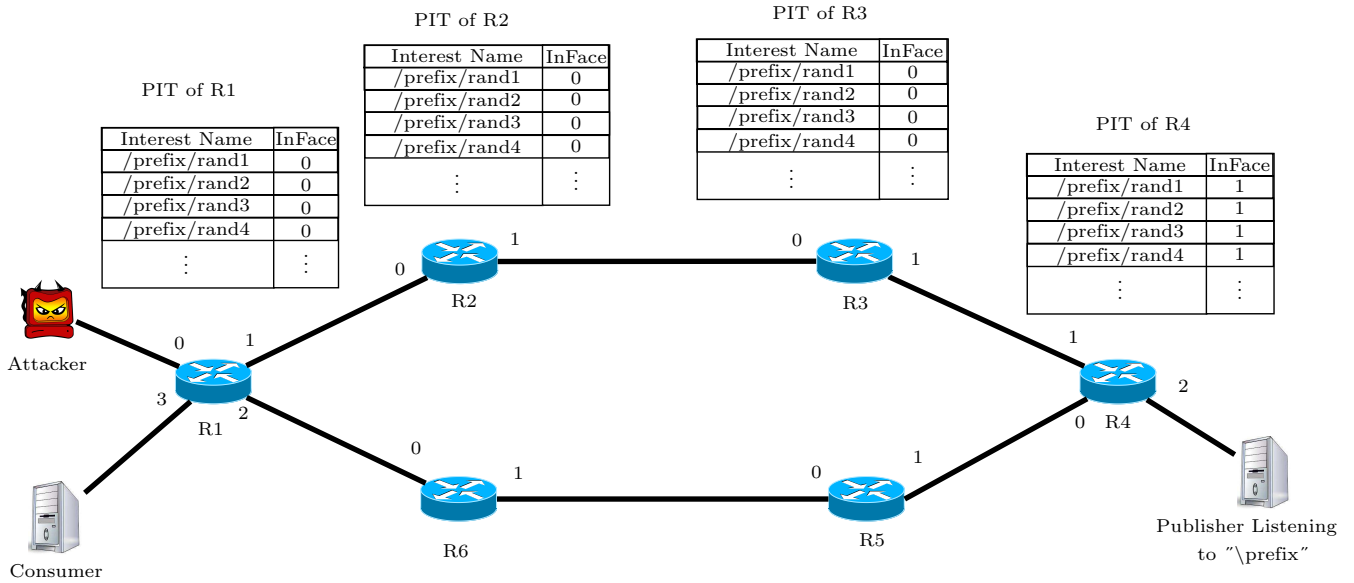 PIT of R2
PIT of R3
Interest Name InFace
/prefix/rand1 0
/prefix/rand2 0
/prefix/rand3 0
/prefix/rand4 0
⋮ ⋮
Interest Name InFace
/prefix/rand1 0
/prefix/rand2 0
/prefix/rand3 0
/prefix/rand4 0
⋮ ⋮
PIT of R1
Interest Name InFace
/prefix/rand1 0
/prefix/rand2 0
/prefix/rand3 0
/prefix/rand4 0
⋮ ⋮
PIT of R4
Interest Name InFace
/prefix/rand1 1
/prefix/rand2 1
/prefix/rand3 1
/prefix/rand4 1
⋮ ⋮
1
0
R2
0
1
R3
Attacker
0
1
3
2
R1
1
2
0
R4
0
1
R6
0
1
R5
Consumer
Publisher Listening
to "\prefix"